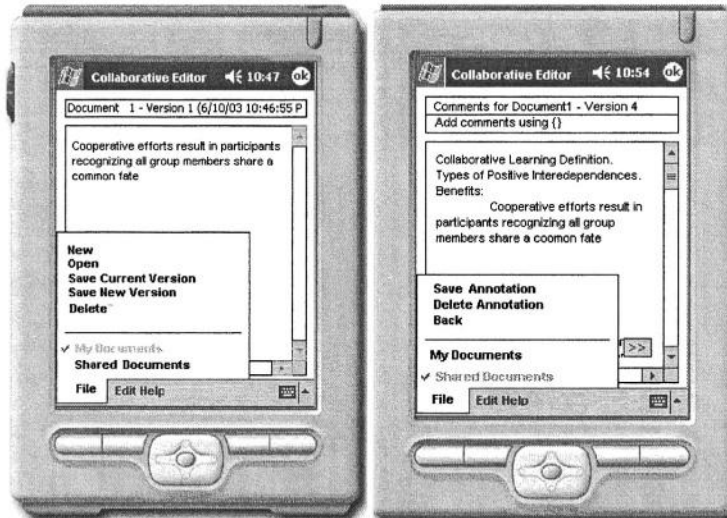 Collaborative Editor 10:47 ok
Document 1 - Version 1 (6/10/03 10:46:55 P
Cooperative efforts result in participants
recognizing all group members share a
common fate
New
Open
Save Current Version
Save New Version
Delete
My Documents
Shared Documents
File Edit Help
Collaborative Editor 10:54 ok
Comments for Document1 - Version 4
Add comments using {}
Collaborative Learning Definition.
Types of Positive Interedependences.
Benefits:
Cooperative efforts result in
participants recognizing all group
members share a coomon fate
Save Annotation
Delete Annotation
Back
>>
My Documents
Shared Documents
File Edit Help